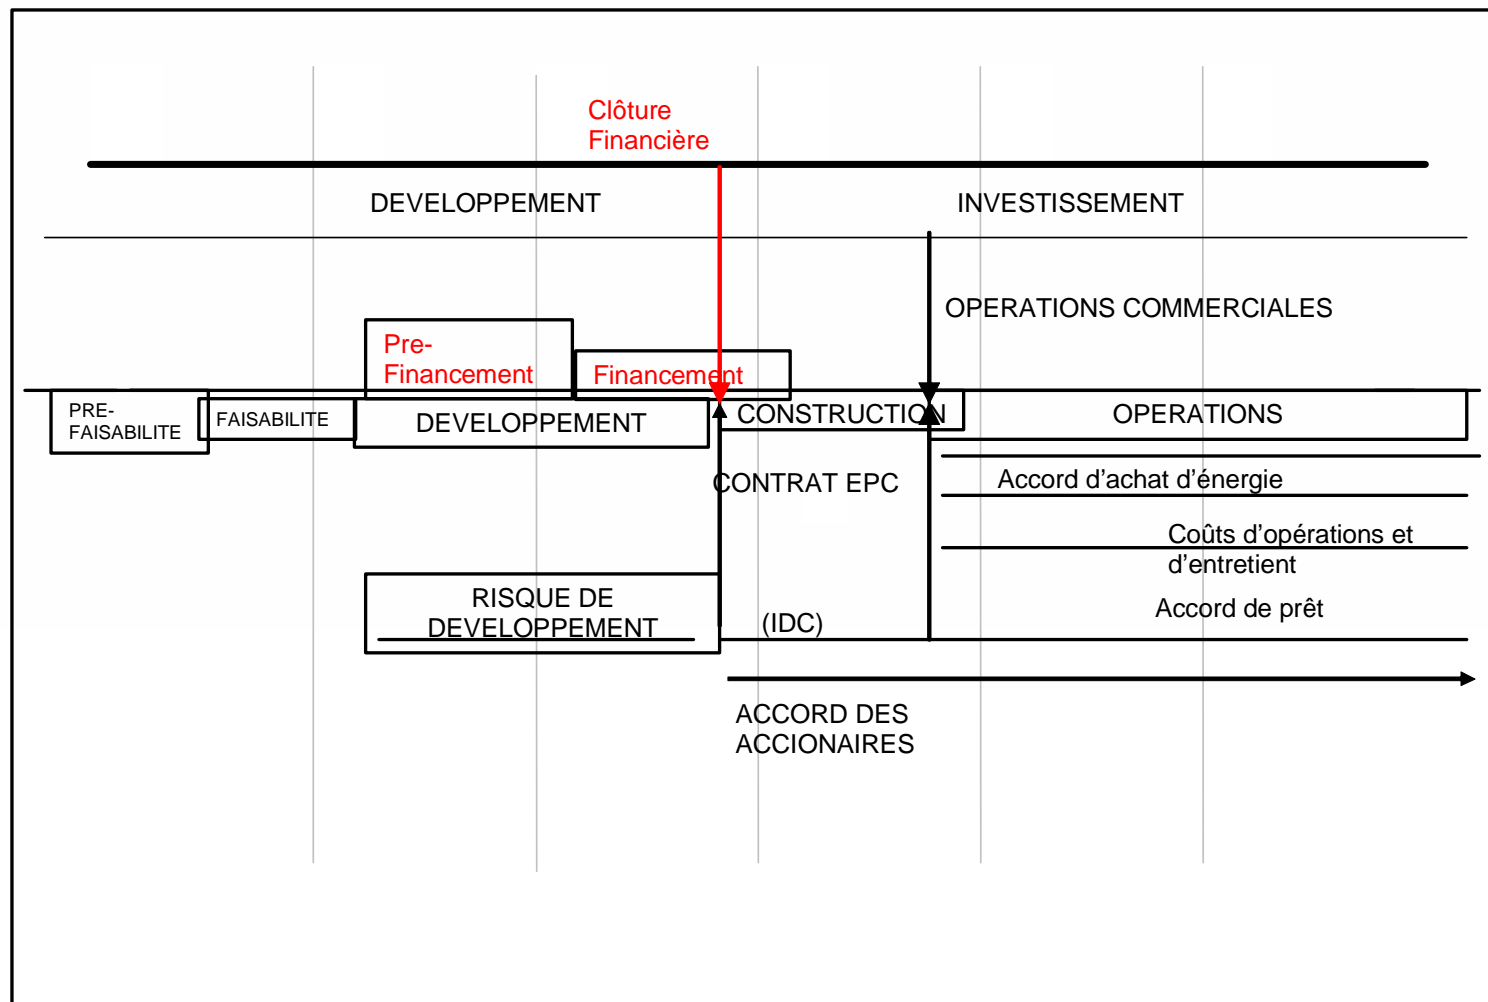 Clôture
Financière
DEVELOPPEMENT
INVESTISSEMENT
OPERATIONS COMMERCIALES
Pre-
Financement
Financement
PRE-
FAISABILITE
FAISABILITE
DEVELOPPEMENT
CONSTRUCTION
OPERATIONS
CONTRAT EPC
Accord d’achat d’énergie
Coûts d’opérations et
d’entretient
RISQUE DE
DEVELOPPEMENT
(IDC)
Accord de prêt
ACCORD DES
ACCIONAIRES